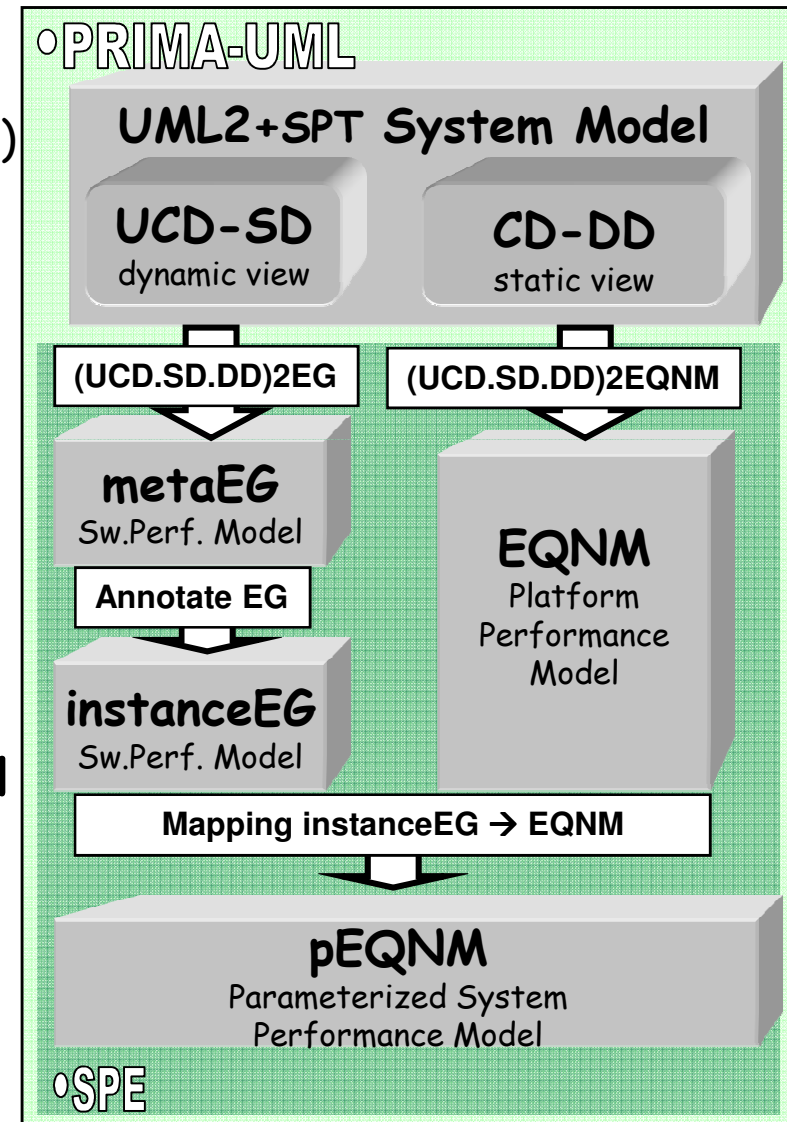 •PRIMA-UML
)
UML2+SPT System Model
UCD-SD
dynamic view
CD-DD
static view
(UCD.SD.DD)2EG
(UCD.SD.DD)2EQNM
metaEG
Sw.Perf. Model
EQNM
Platform
Performance
Model
Annotate EG
instanceEG
Sw.Perf. Model
Mapping instanceEG → EQNM
pEQNM
Parameterized System
Performance Model
•SPE